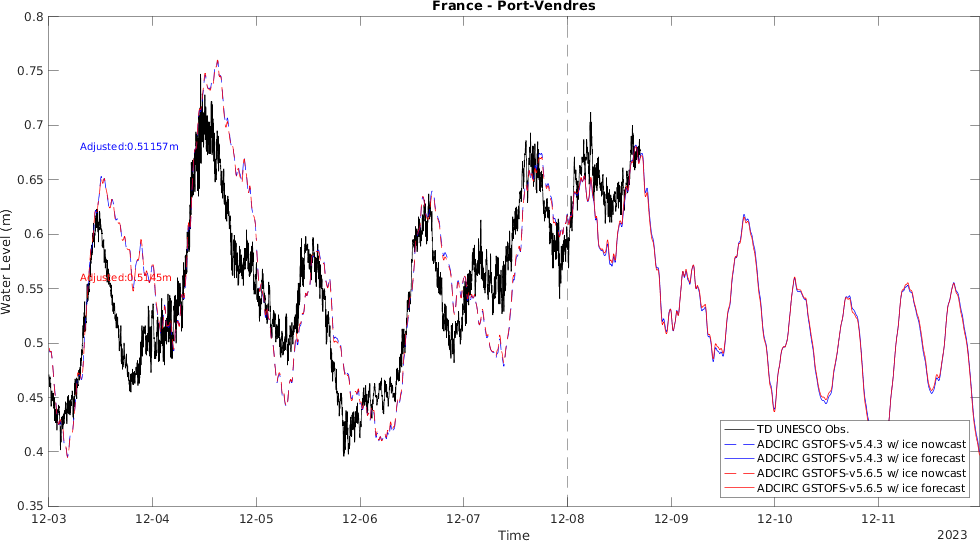 France - Port-Vendres
0.8
0.75
0.7
0.65
0.6
0.55
0.5
0.45
0.4
0.35
Water Level (m)
Adjusted:0.51157m
Adjusted:0.5145m
TD UNESCO Obs.
ADCIRC GSTOFS-v5.4.3 w/ ice nowcast
ADCIRC GSTOFS-v5.4.3 w/ ice forecast
ADCIRC GSTOFS-v5.6.5 w/ ice nowcast
ADCIRC GSTOFS-v5.6.5 w/ ice forecast
12-03 12-04 12-05 12-06 12-07 12-08 12-09 12-10 12-11
Time
2023